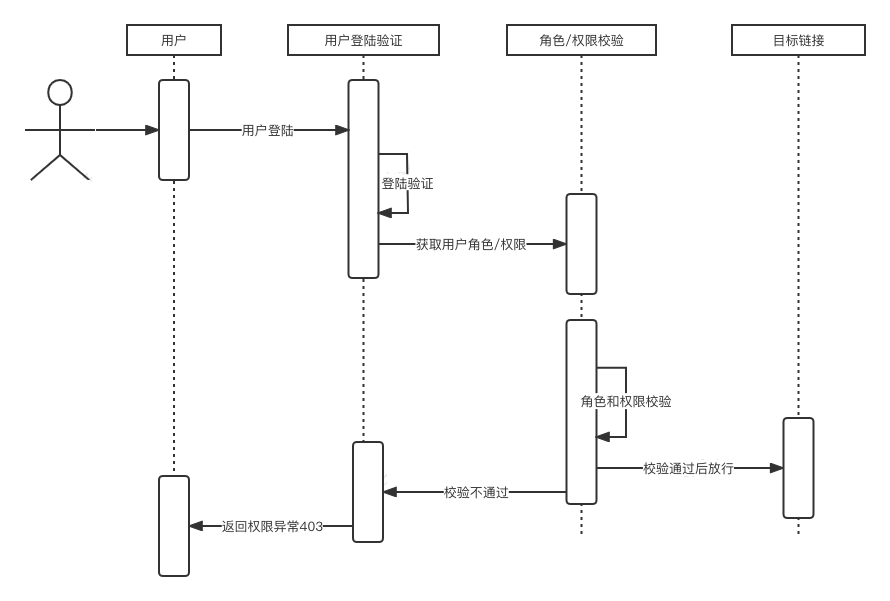 用户
用户登陆验证
角色/权限校验
目标链接
用户登陆
登陆验证
获取用户角色/权限
角色和权限校验
校验通过后放行
校验不通过
返回权限异常403